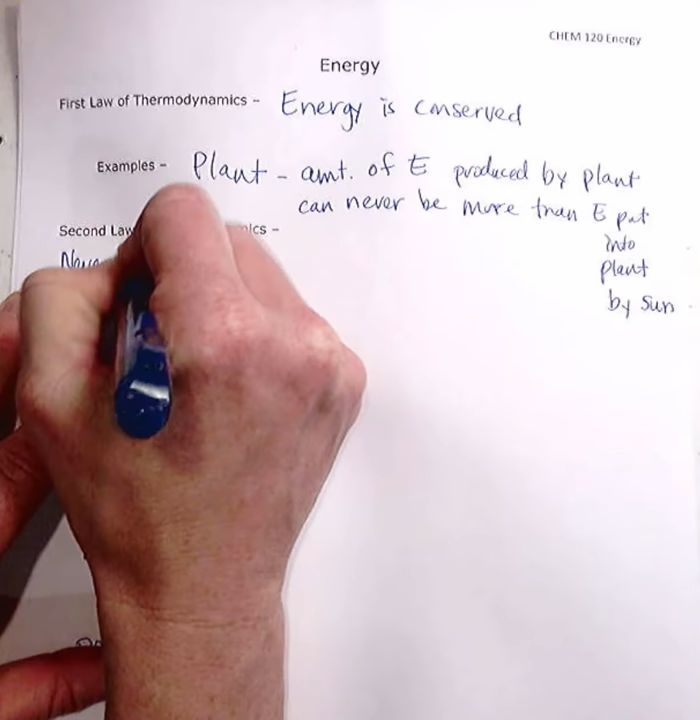 CHEM 120 Energy
Energy
First Law of Thermodynamics – Energy is conserved
Examples – Plant – amt. of E produced by plant
can never be more than E put
into
plant
by sun
Second Law